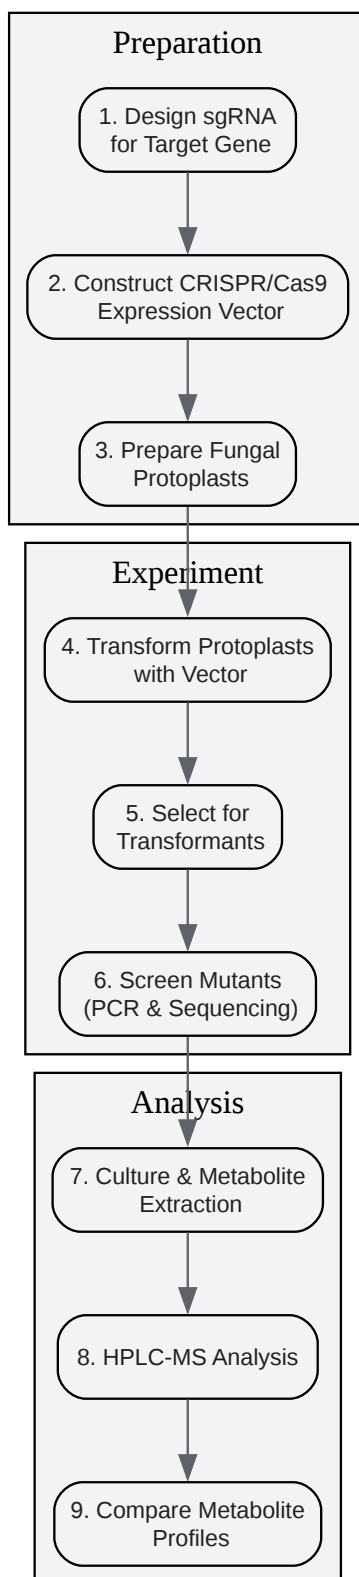 Preparation
1. Design sgRNA
for Target Gene
2. Construct CRISPR/Cas9
Expression Vector
3. Prepare Fungal
Protoplasts
Experiment
4. Transform Protoplasts
with Vector
5. Select for
Transformants
6. Screen Mutants
(PCR & Sequencing)
Analysis
7. Culture & Metabolite
Extraction
8. HPLC-MS Analysis
9. Compare Metabolite
Profiles